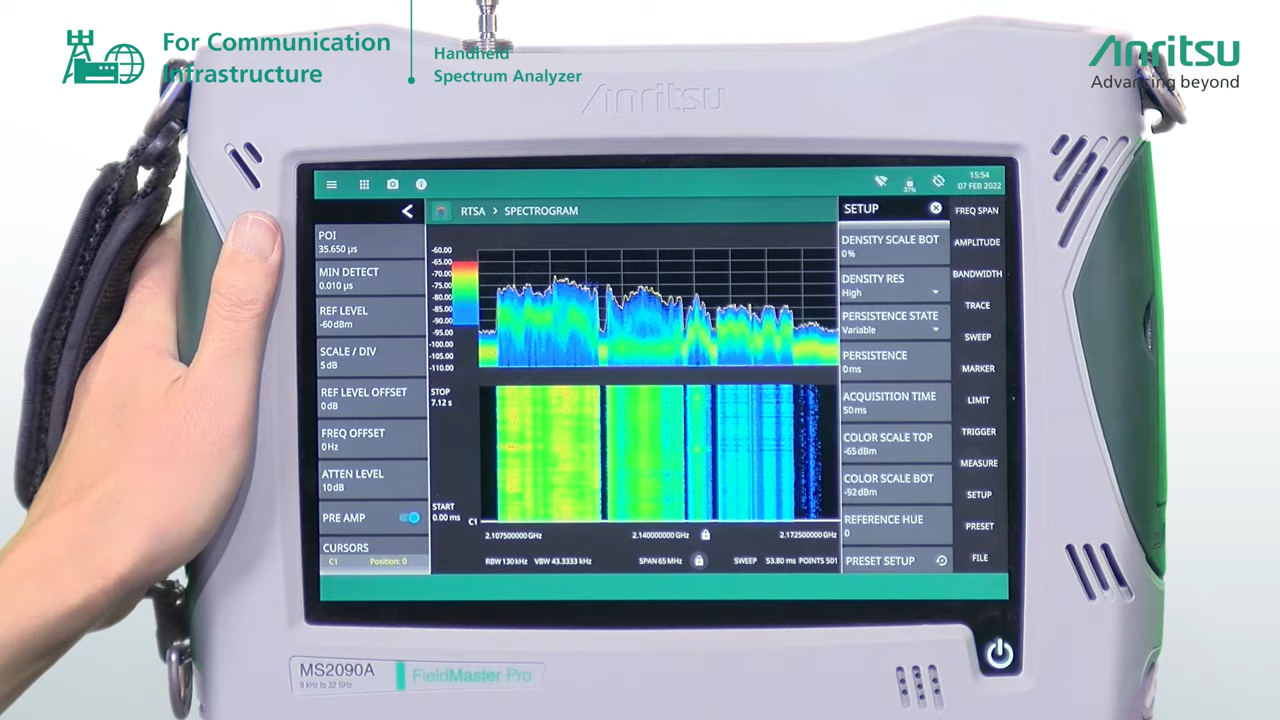 For Communication
Infrastructure
Handheld
Spectrum Analyzer
Anritsu
Advancing beyond
Anritsu
37%
15:54
07 FEB 2022
RTSA > SPECTROGRAM
POI
35.650 µs
MIN DETECT
0.010 µs
REF LEVEL
-60 dBm
SCALE / DIV
5 dB
REF LEVEL OFFSET
0 dB
FREQ OFFSET
0 Hz
ATTEN LEVEL
10 dB
PRE AMP
CURSORS
C1 Position: 0
-60.00
-65.00
-70.00
-75.00
-80.00
-85.00
-90.00
-95.00
-100.00
-105.00
-110.00
STOP
7.12 s
START
0.00 ms
C1
2.107500000 GHz 2.140000000 GHz 2.172500000 GHz
RBW 130 kHz VBW 43.3333 kHz SPAN 65 MHz SWEEP 53.80 ms POINTS 501
SETUP
DENSITY SCALE BOT
0%
DENSITY RES
High
PERSISTENCE STATE
Variable
PERSISTENCE
0 ms
ACQUISITION TIME
50 ms
COLOR SCALE TOP
-65 dBm
COLOR SCALE BOT
-92 dBm
REFERENCE HUE
0
PRESET SETUP
FREQ SPAN
AMPLITUDE
BANDWIDTH
TRACE
SWEEP
MARKER
LIMIT
TRIGGER
MEASURE
SETUP
PRESET
FILE
MS2090A
9 kHz to 32 GHz
FieldMaster Pro